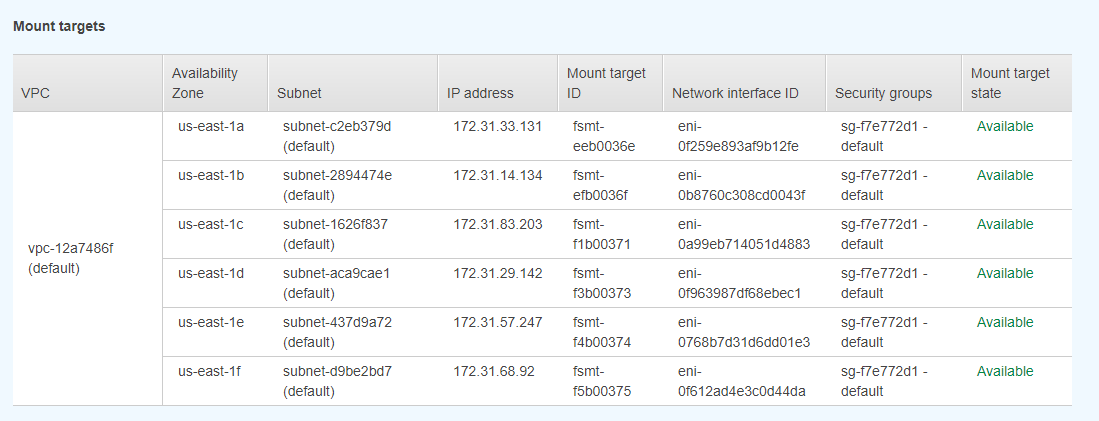 Mount targets
VPC
Availability
Zone
Subnet
IP address
Mount target
ID
Network interface ID
Security groups
Mount target
state
vpc-12a7486f
(default)
us-east-1a
subnet-c2eb379d
(default)
172.31.33.131
fsmt-
eeb0036e
eni-
0f259e893af9b12fe
sg-f7e772d1 -
default
Available
us-east-1b
subnet-2894474e
(default)
172.31.14.134
fsmt-
efb0036f
eni-
0b8760c308cd0043f
sg-f7e772d1 -
default
Available
us-east-1c
subnet-1626f837
(default)
172.31.83.203
fsmt-
f1b00371
eni-
0a99eb714051d4883
sg-f7e772d1 -
default
Available
us-east-1d
subnet-aca9cae1
(default)
172.31.29.142
fsmt-
f3b00373
eni-
0f963987df68ebec1
sg-f7e772d1 -
default
Available
us-east-1e
subnet-437d9a72
(default)
172.31.57.247
fsmt-
f4b00374
eni-
0768b7d31d6dd01e3
sg-f7e772d1 -
default
Available
us-east-1f
subnet-d9be2bd7
(default)
172.31.68.92
fsmt-
f5b00375
eni-
0f612ad4e3c0d44da
sg-f7e772d1 -
default
Available